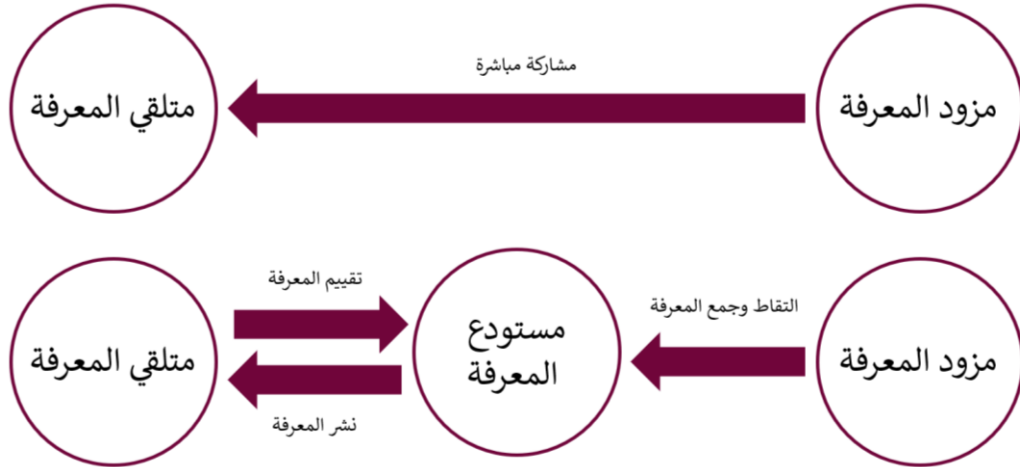 مشاركة مباشرة
مزود المعرفة
متلقي المعرفة
تقييم المعرفة
التقاط وجمع المعرفة
مزود المعرفة
مستودع
المعرفة
متلقي المعرفة
نشر المعرفة